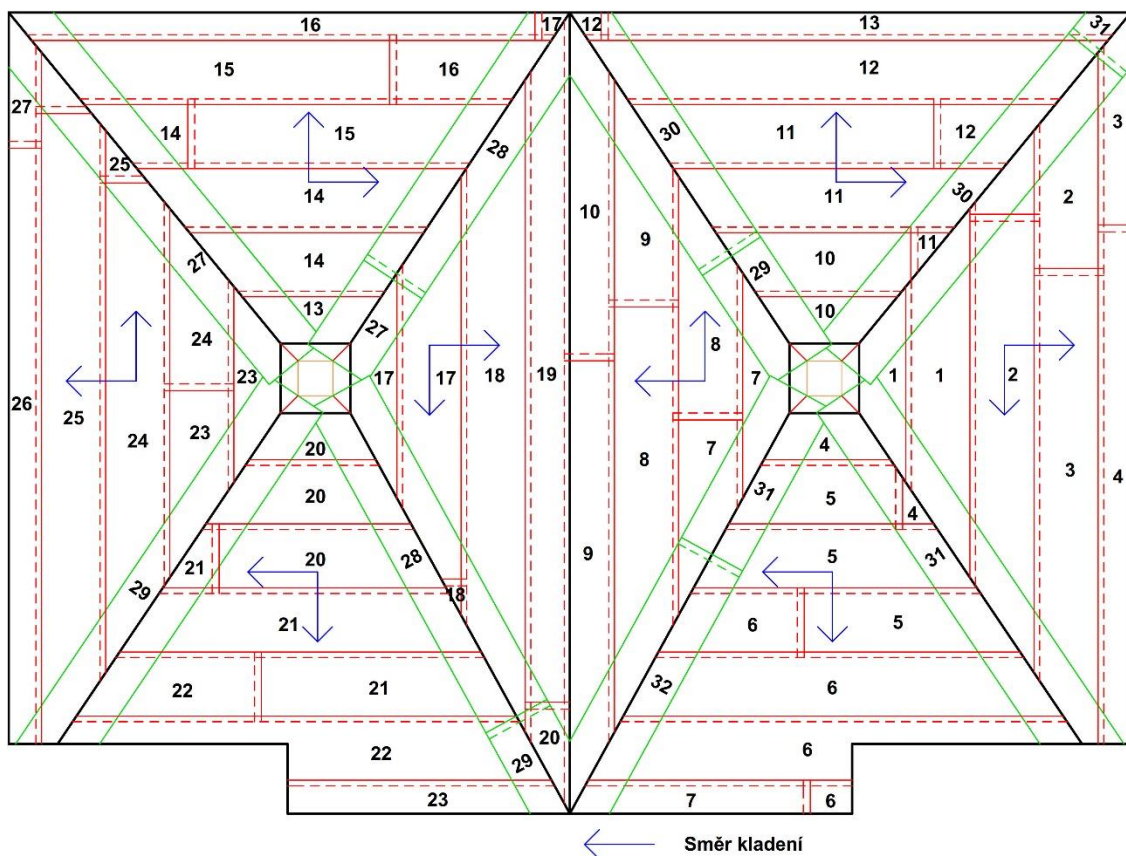 16 17 12 13 31
15 16 12
27 14 15 28 30 11 12 3
25 14 10 9 11 30 2
27 14 29 10 11
24 13 27 8 10
26 25 23 17 17 18 19 7 1 1 2
24 23 20 8 7 4 3 4
20 31 5 4
21 20 28 9 5 31
29 18
21 6 5
22 21 32 6
22 29 20 6
23 7 6
Směr kladení